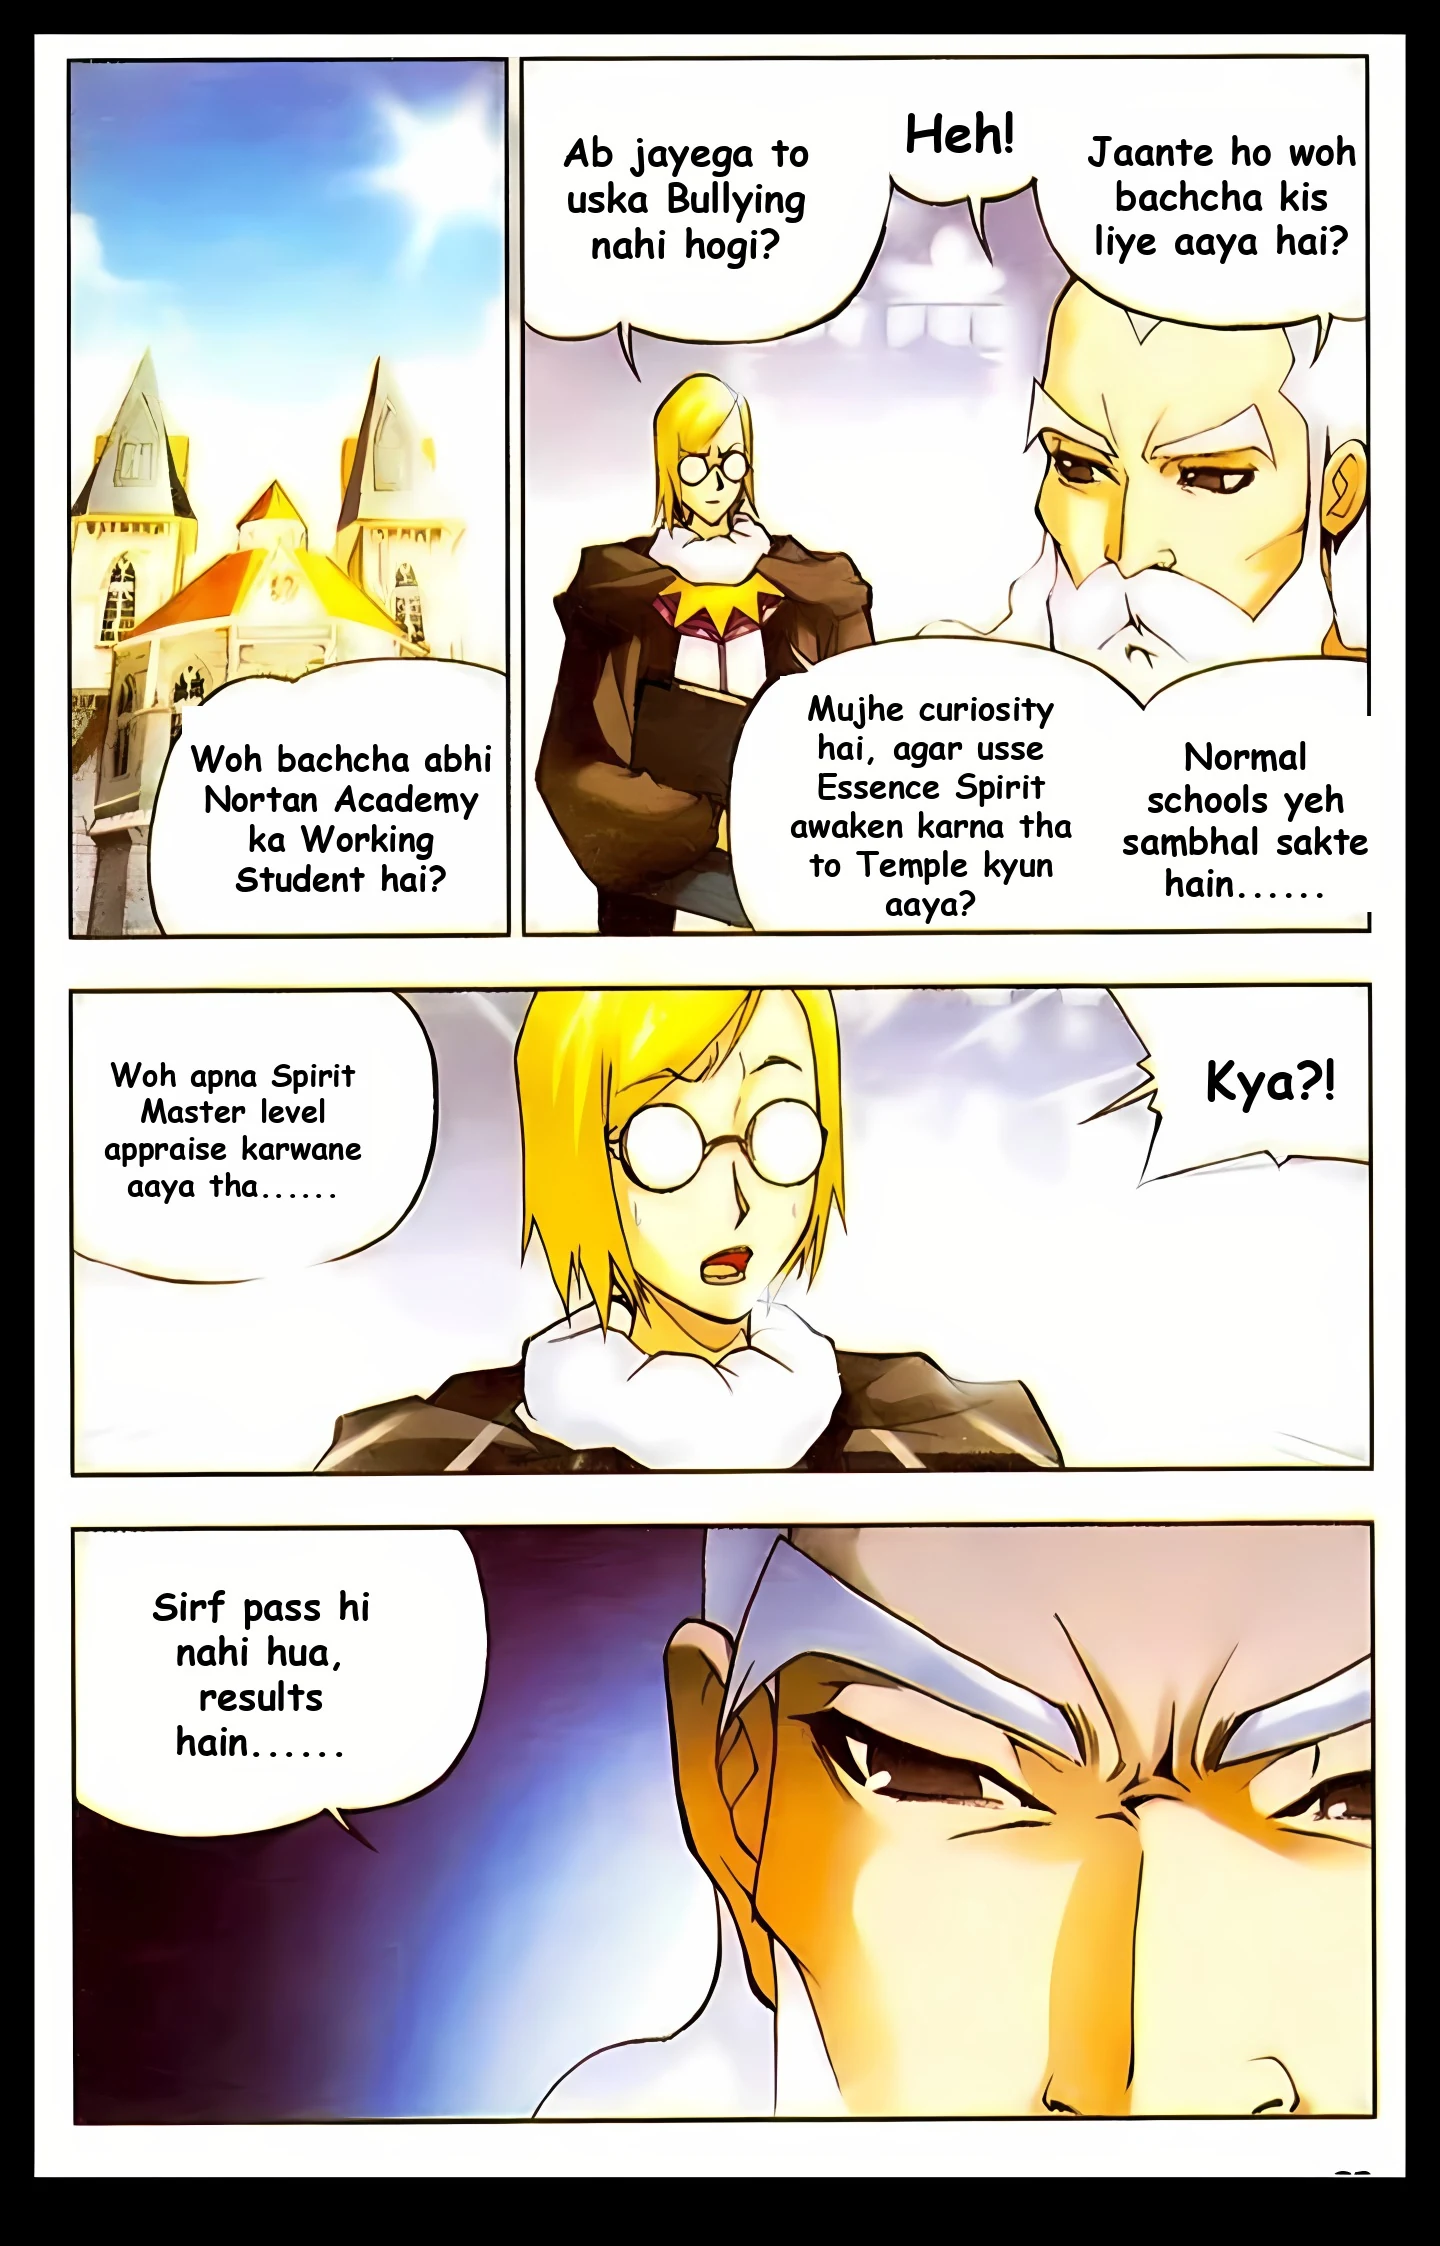 Woh bachcha abhi
Nortan Academy
ka Working
Student hai?
Ab jayega to
uska Bullying
nahi hogi?
Heh!
Jaante ho woh
bachcha kis
liye aaya hai?
Mujhe curiosity
hai, agar usse
Essence Spirit
awaken karna tha
to Temple kyun
aaya?
Normal
schools yeh
sambhal sakte
hain......
Woh apna Spirit
Master level
appraise karwane
aaya tha......
Kya?!
Sirf pass hi
nahi hua,
results
hain......